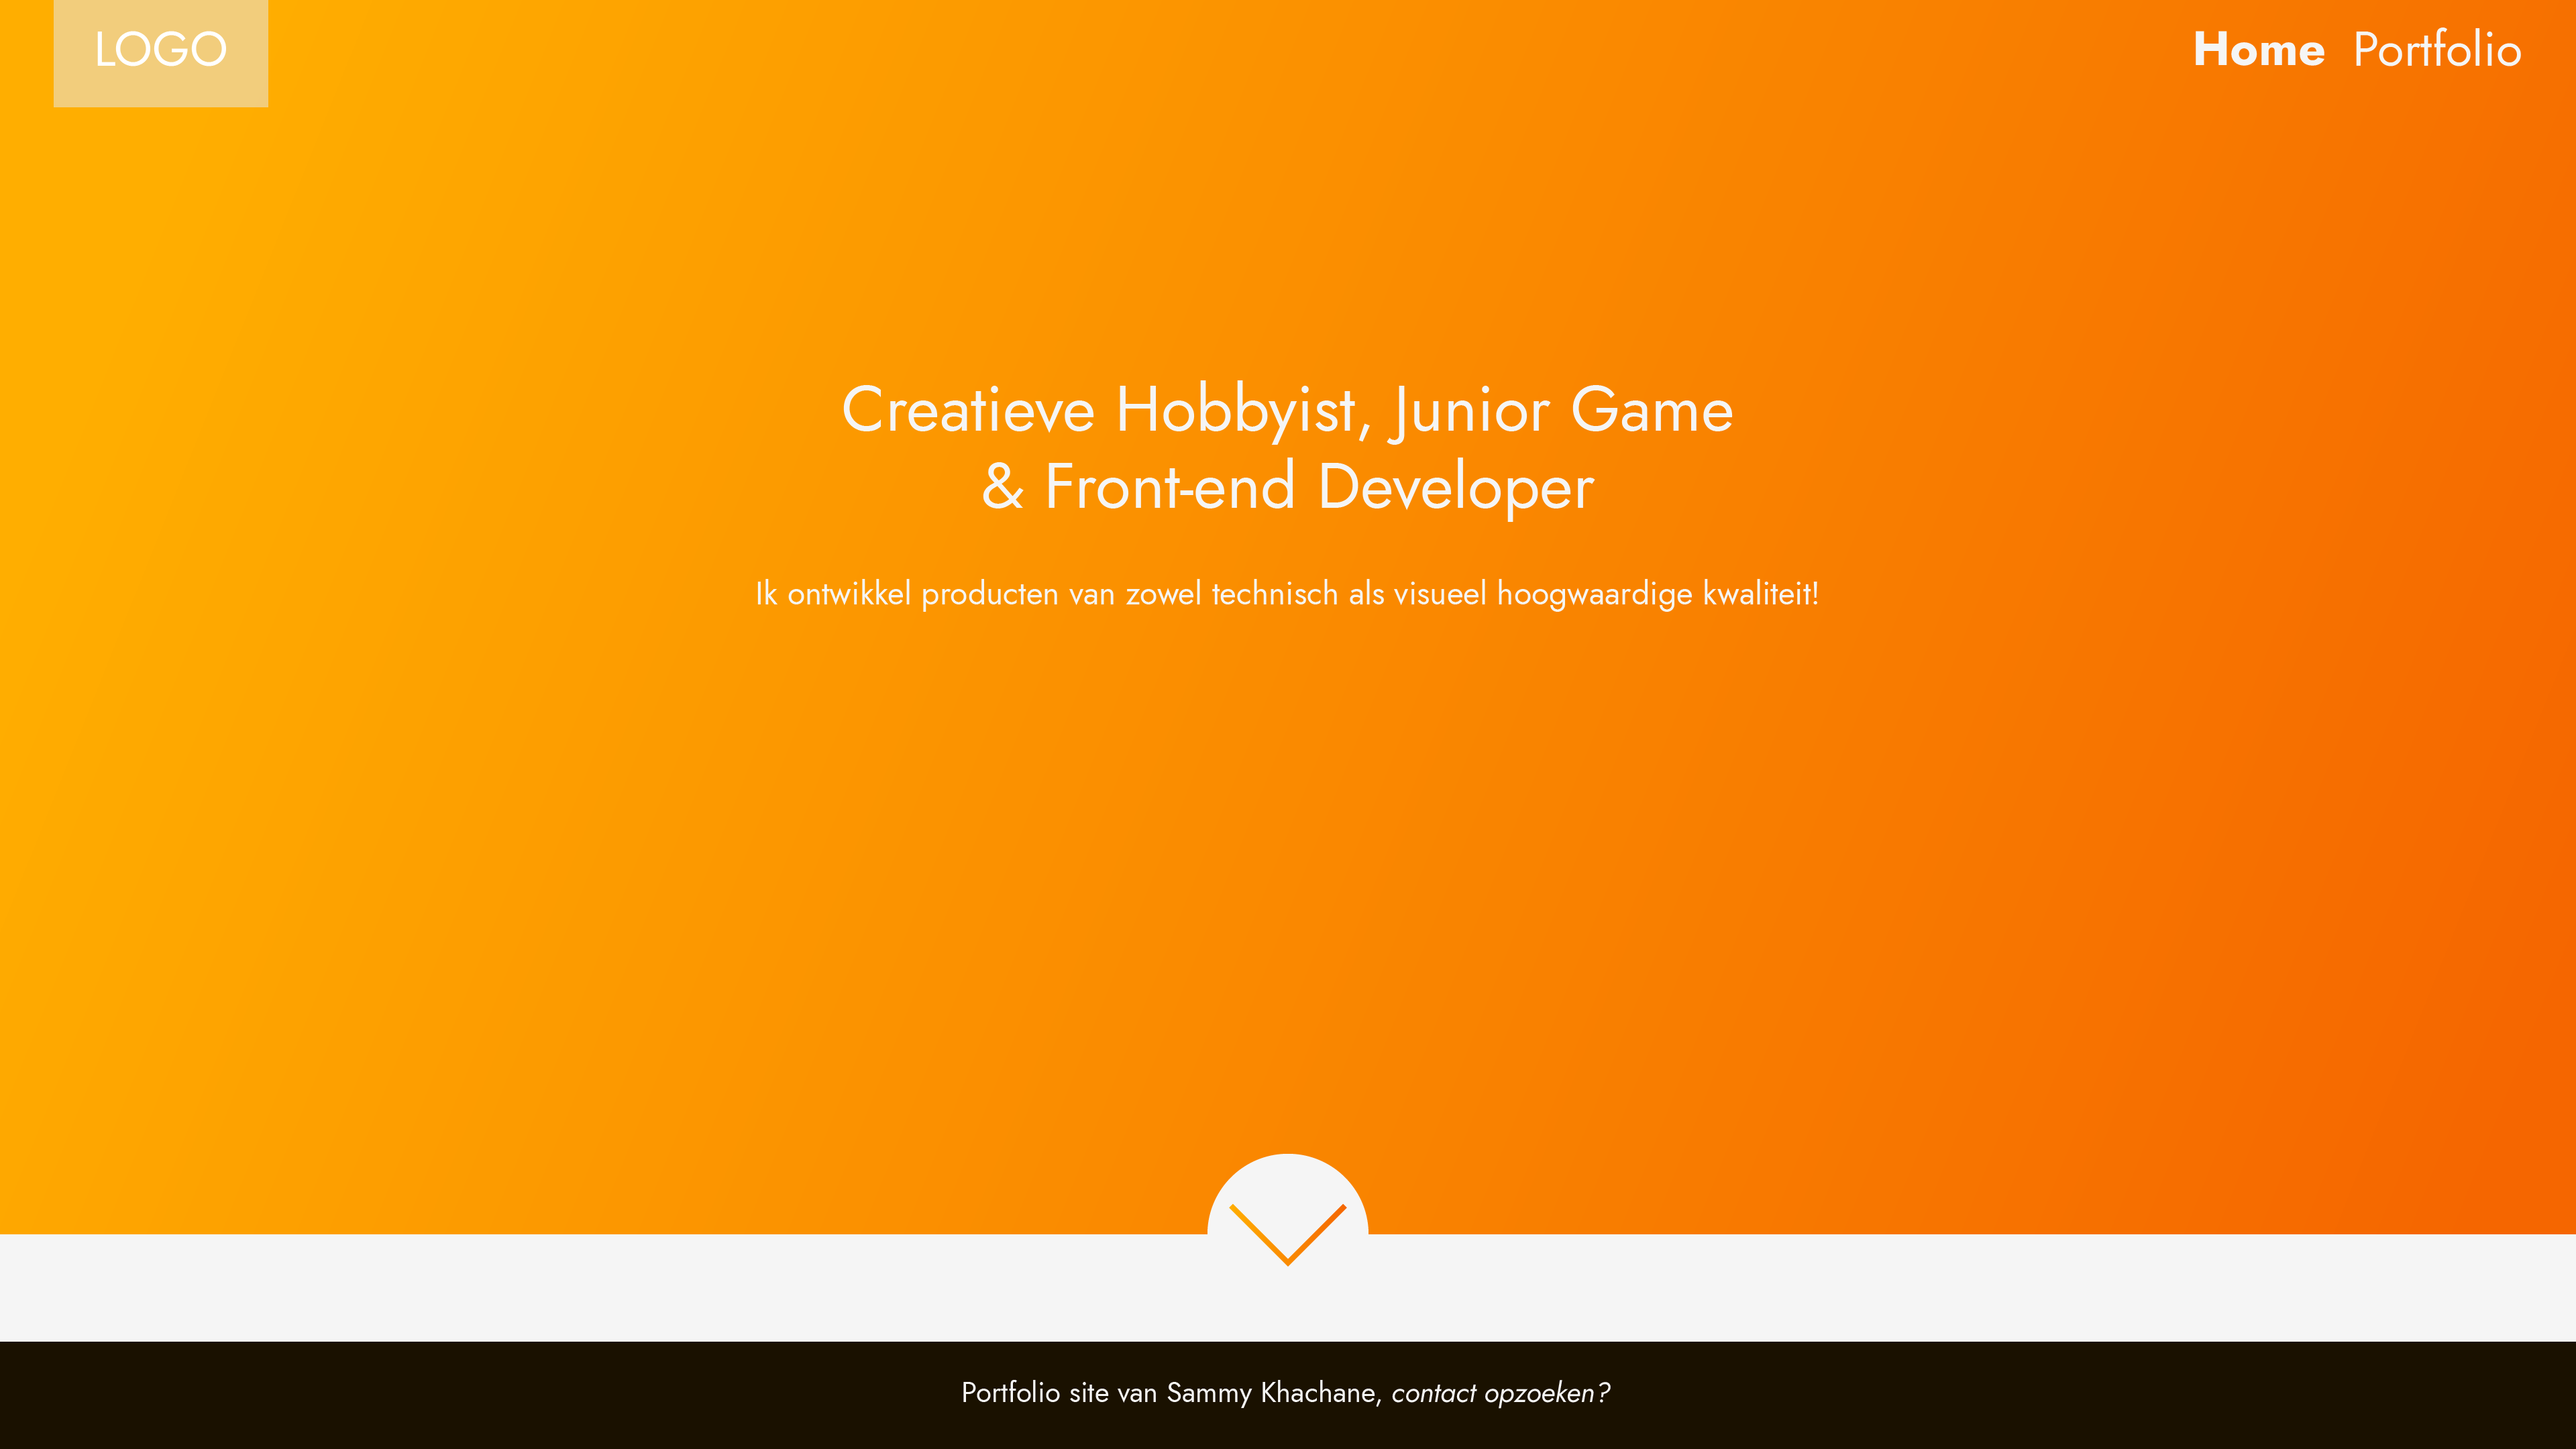 LOGO
Home Portfolio
Creatieve Hobbyist, Junior Game
& Front-end Developer
Ik ontwikkel producten van zowel technisch als visueel hoogwaardige kwaliteit!
Portfolio site van Sammy Khachane, contact opzoeken?